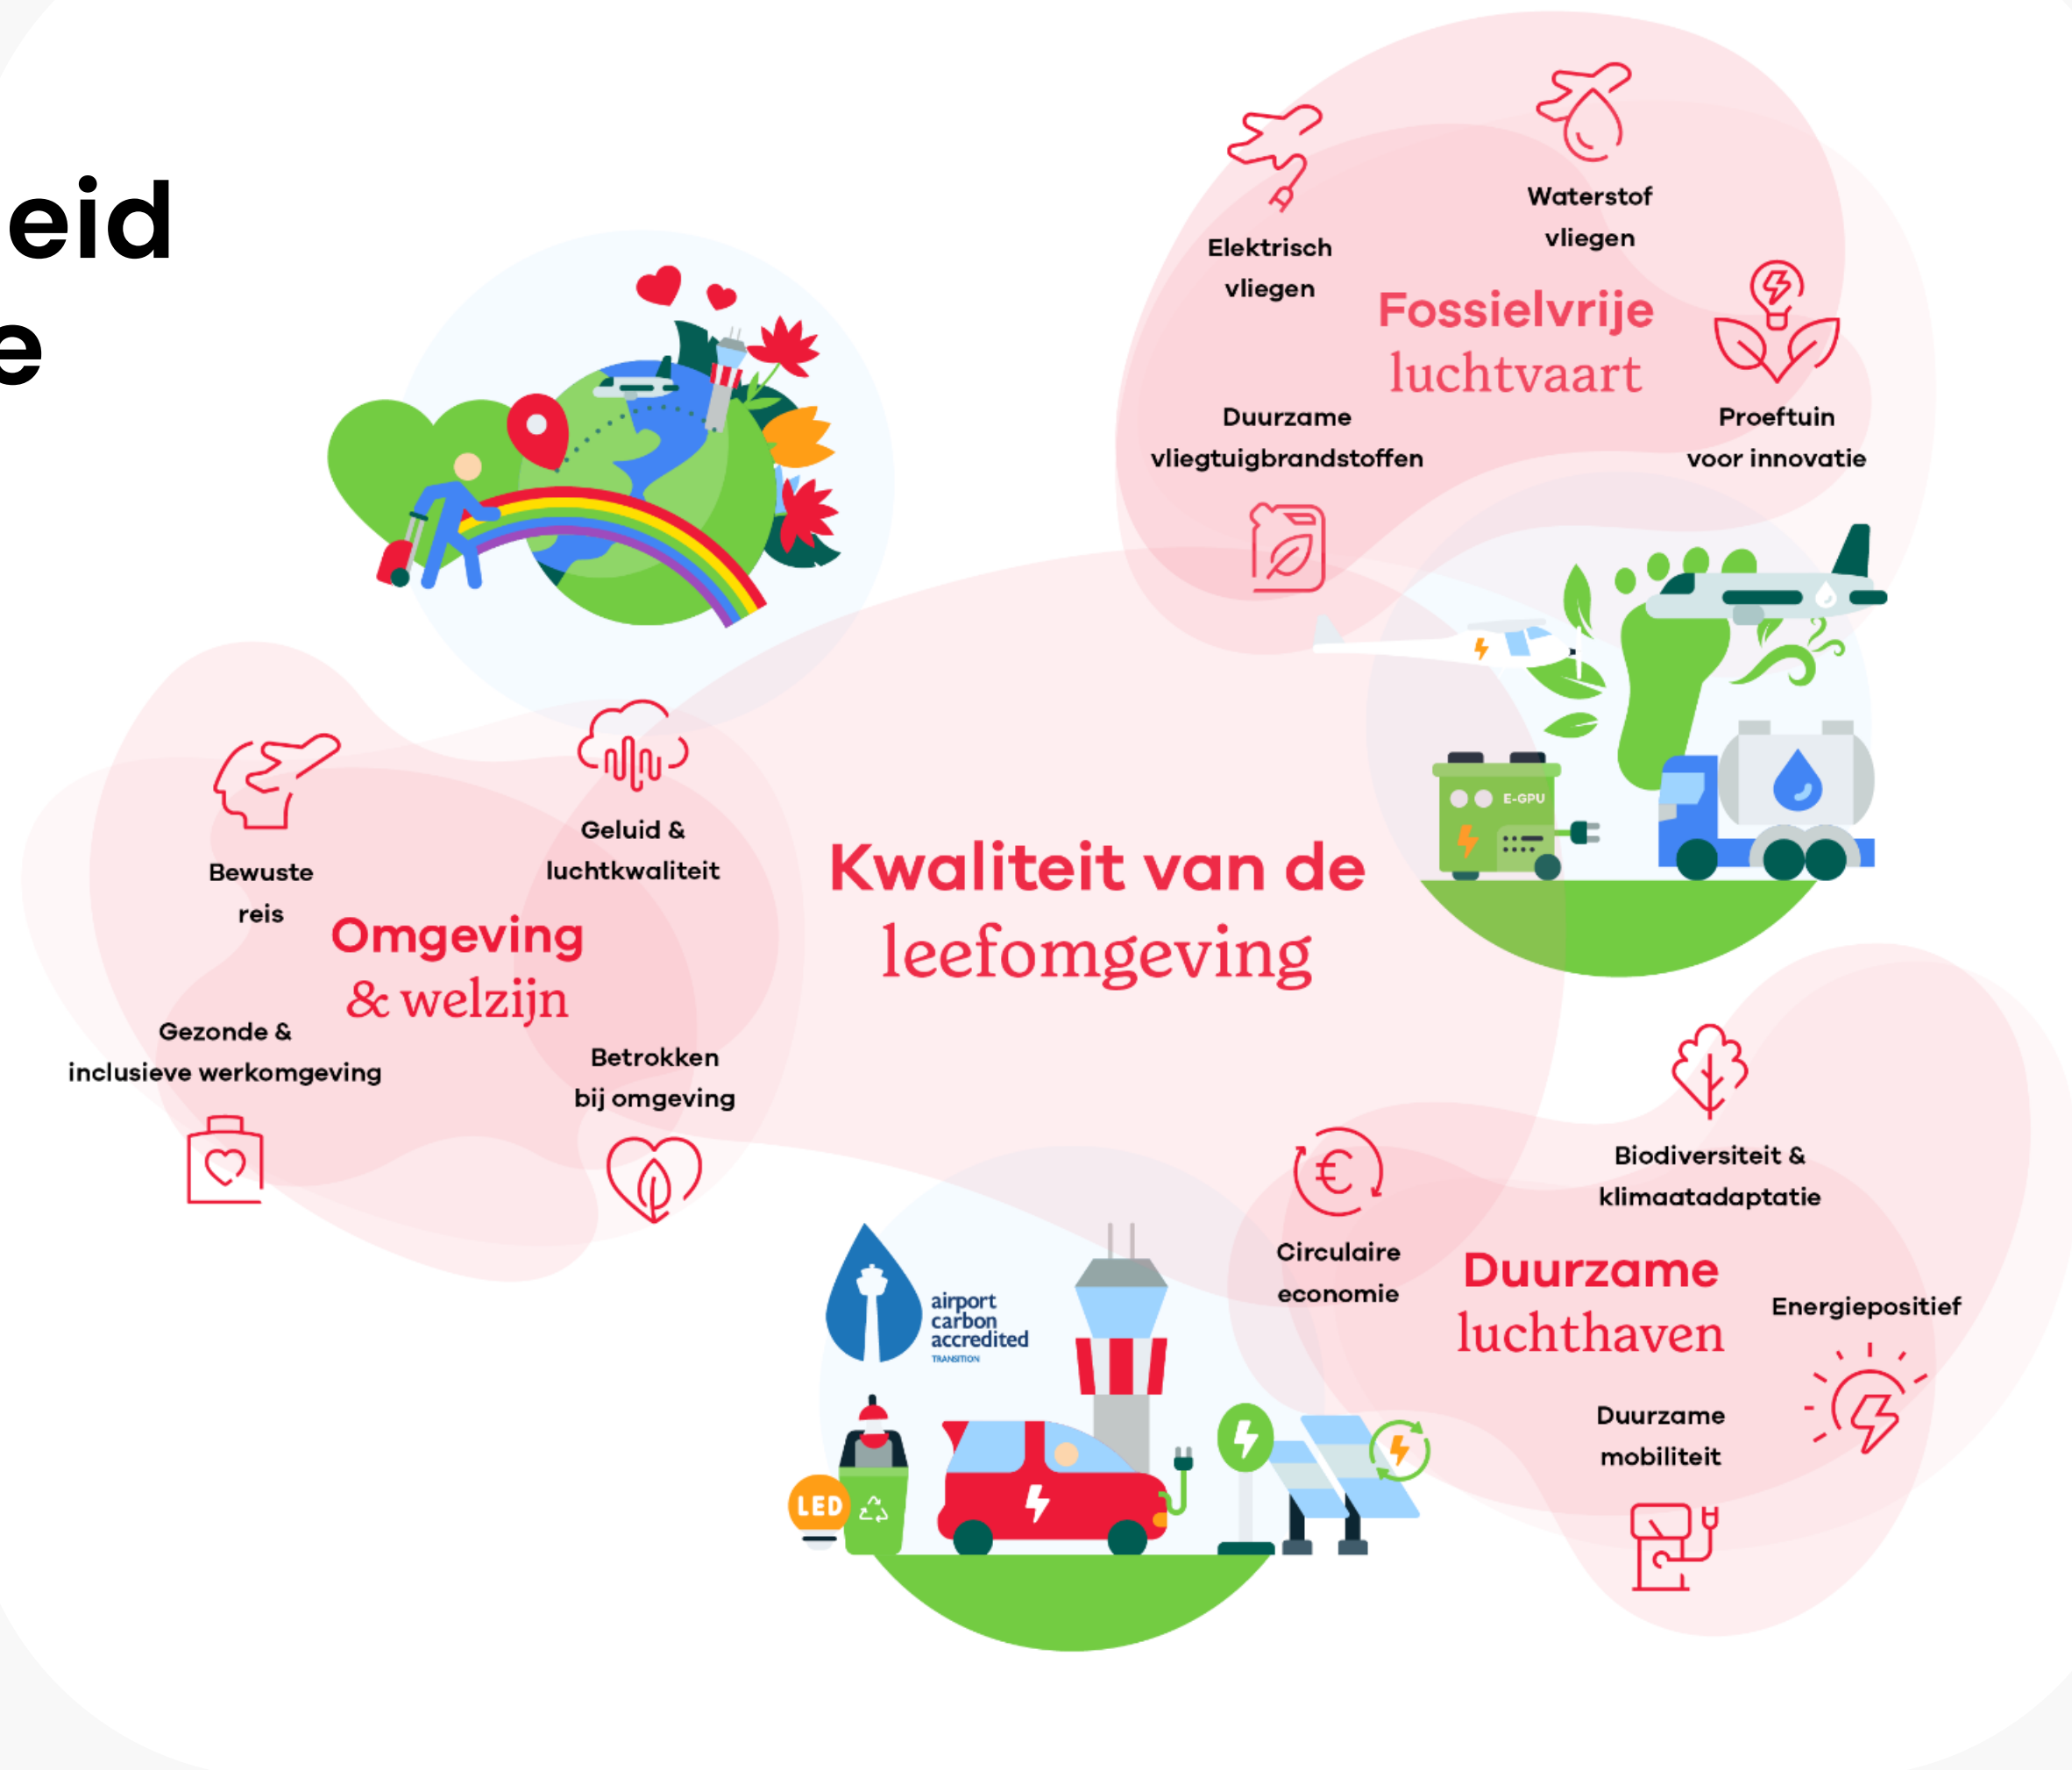 eid
e
Elektrisch
vliegen
Waterstof
vliegen
Fossielvrije
luchtvaart
Duurzame
vliegtuigbrandstoffen
Proeftuin
voor innovatie
E-GPU
Bewuste
reis
Geluid &
luchtkwaliteit
Omgeving
& welzijn
Gezonde &
inclusieve werkomgeving
Betrokken
bij omgeving
Kwaliteit van de
leefomgeving
Biodiversiteit &
klimaatadaptatie
Circulaire
economie
Duurzame
luchthaven
Energiepositief
Duurzame
mobiliteit
airport
carbon
accredited
TRANSITION
LED
€